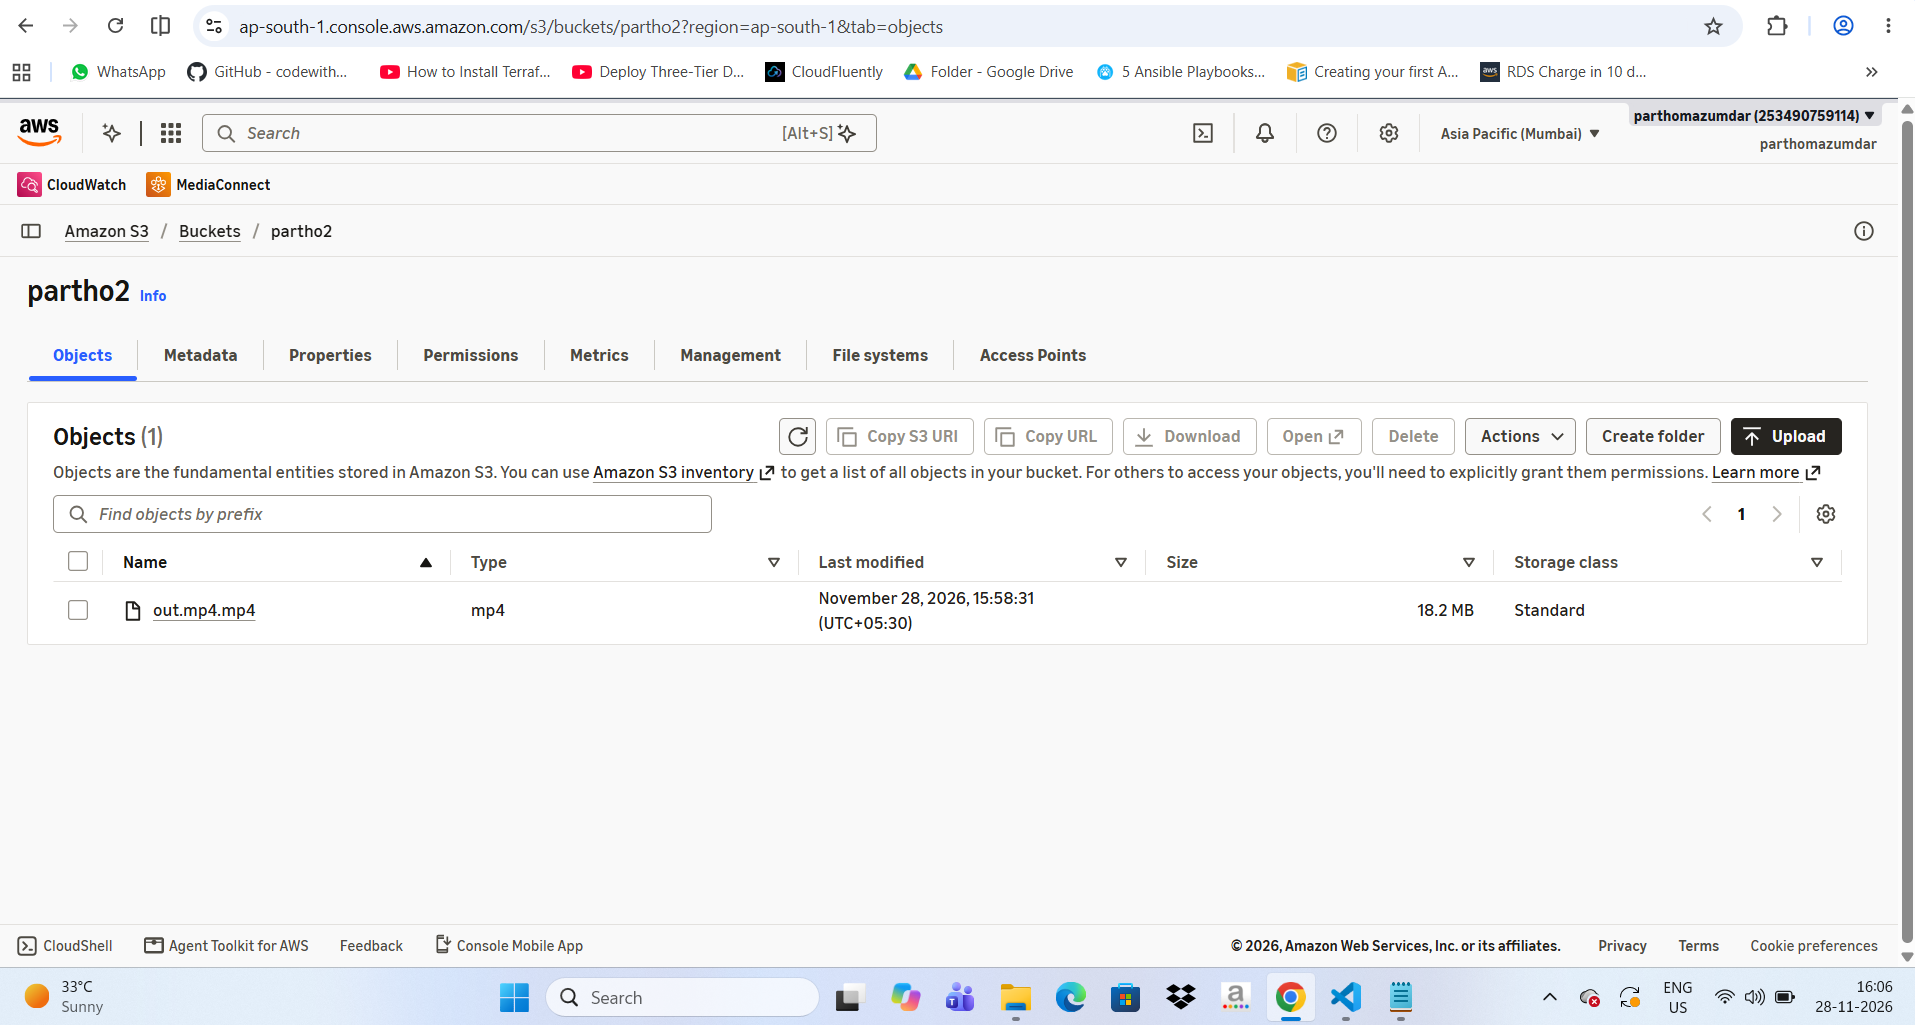 ap-south-1.console.aws.amazon.com/s3/buckets/partho2?region=ap-south-1&tab=objects
WhatsApp GitHub - codewith... How to Install Terraf... Deploy Three-Tier D... CloudFluently Folder - Google Drive 5 Ansible Playbooks... Creating your first A... aws RDS Charge in 10 d... »
aws Search [Alt+S] Asia Pacific (Mumbai) parthomazumdar (253490759114)
parthomazumdar
CloudWatch MediaConnect
Amazon S3 / Buckets / partho2
partho2 Info
Objects Metadata Properties Permissions Metrics Management File systems Access Points
Objects (1) Copy S3 URI Copy URL Download Open Delete Actions Create folder Upload
Objects are the fundamental entities stored in Amazon S3. You can use Amazon S3 inventory to get a list of all objects in your bucket. For others to access your objects, you'll need to explicitly grant them permissions. Learn more
Find objects by prefix 1
Name Type Last modified Size Storage class
out.mp4.mp4 mp4 November 28, 2026, 15:58:31 (UTC+05:30) 18.2 MB Standard
CloudShell Agent Toolkit for AWS Feedback Console Mobile App © 2026, Amazon Web Services, Inc. or its affiliates. Privacy Terms Cookie preferences
33°C
Sunny
Search
ENG
US
16:06
28-11-2026